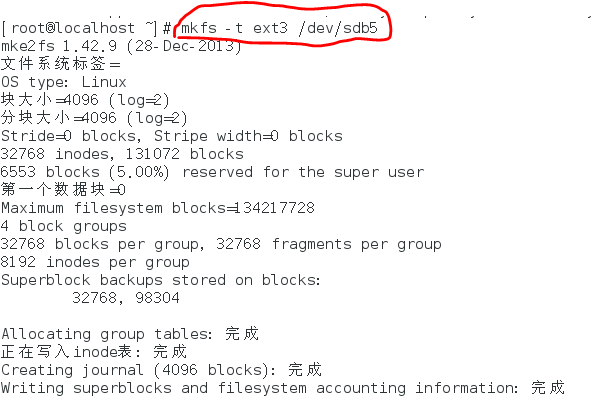 [root@localhost ~]# mkfs -t ext3 /dev/sdb5
mke2fs 1.42.9 (28-Dec-2013)
文件系统标签=
OS type: Linux
块大小=4096 (log=2)
分块大小=4096 (log=2)
Stride=0 blocks, Stripe width=0 blocks
32768 inodes, 131072 blocks
6553 blocks (5.00%) reserved for the super user
第一个数据块=0
Maximum filesystem blocks=134217728
4 block groups
32768 blocks per group, 32768 fragments per group
8192 inodes per group
Superblock backups stored on blocks:
32768, 98304
Allocating group tables: 完成
正在写入inode表: 完成
Creating journal (4096 blocks): 完成
Writing superblocks and filesystem accounting information: 完成